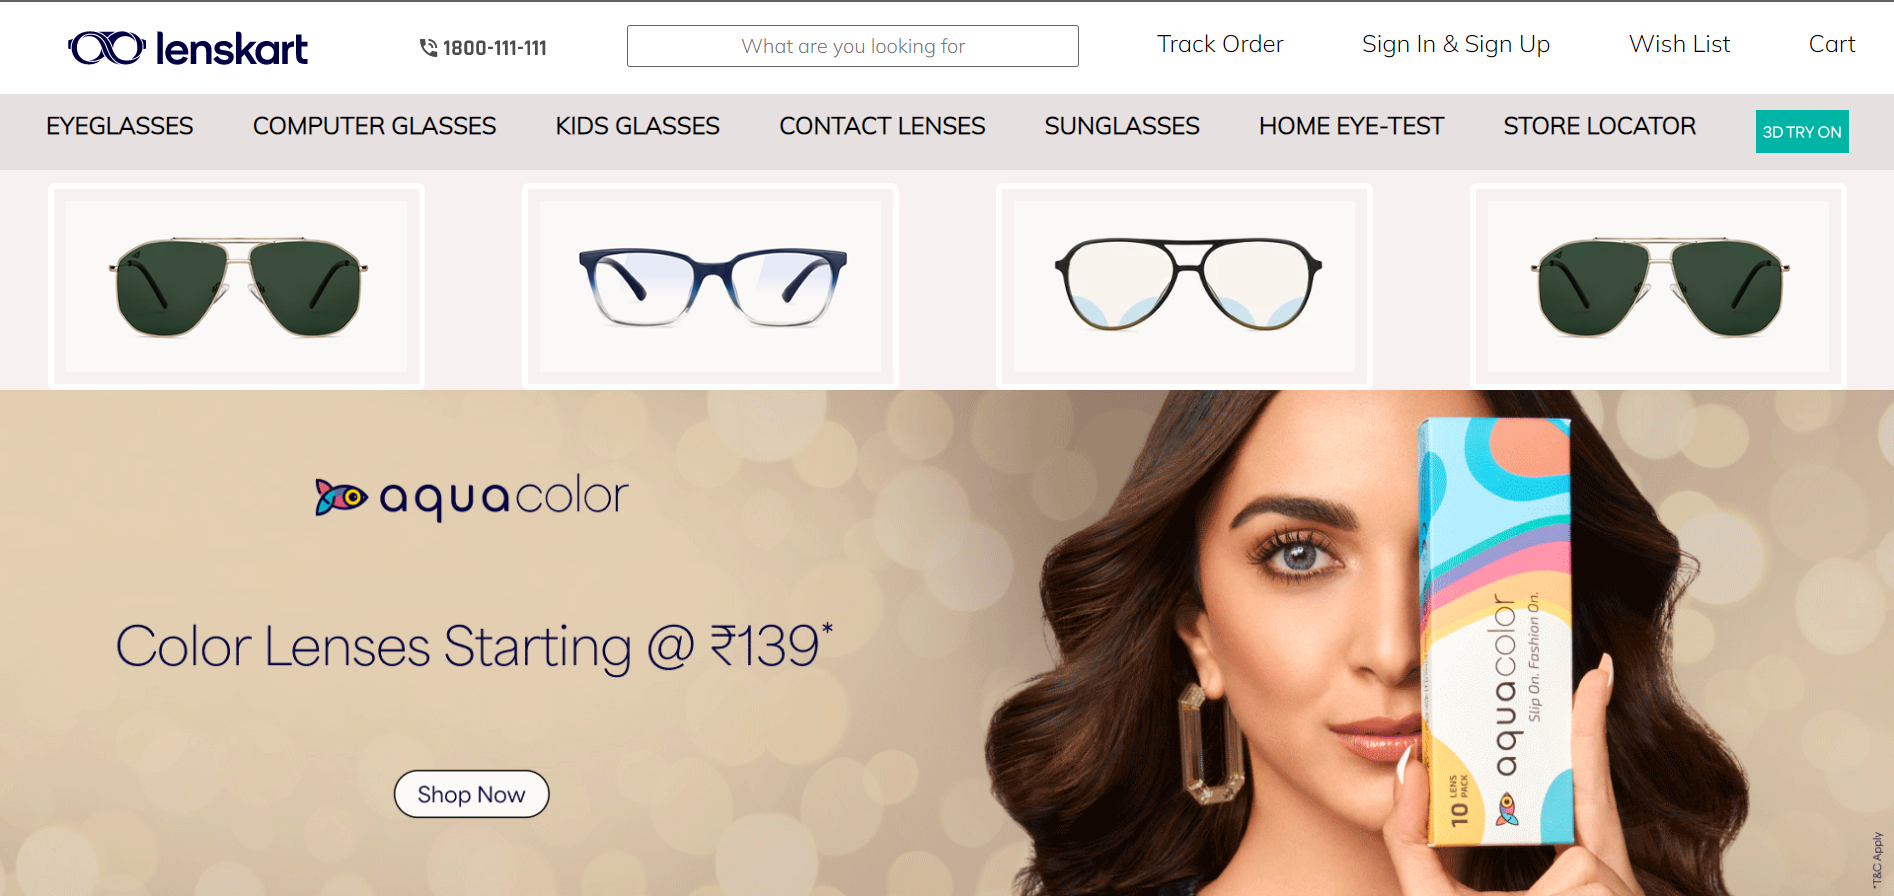 lenskart
1800-111-111
What are you looking for
Track Order
Sign In & Sign Up
Wish List
Cart
EYEGLASSES
COMPUTER GLASSES
KIDS GLASSES
CONTACT LENSES
SUNGLASSES
HOME EYE-TEST
STORE LOCATOR
3D TRY ON
aquacolor
Color Lenses Starting @ ₹139*
Shop Now
aquacolor
Slip On. Fashion On.
10 LENS
PACK
*T&C Apply